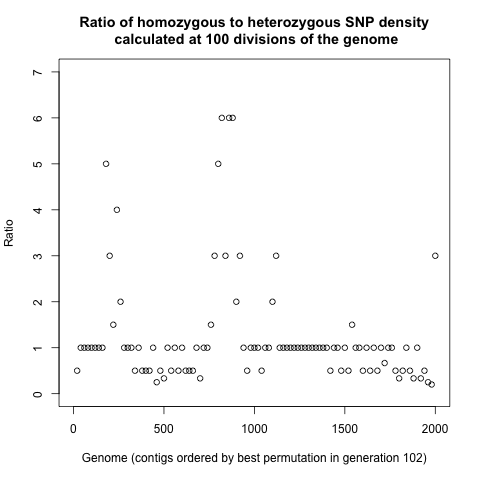 Ratio of homozygous to heterozygous SNP density
calculated at 100 divisions of the genome
Ratio
7
6
5
4
3
2
1
0
0 500 1000 1500 2000
Genome (contigs ordered by best permutation in generation 102)